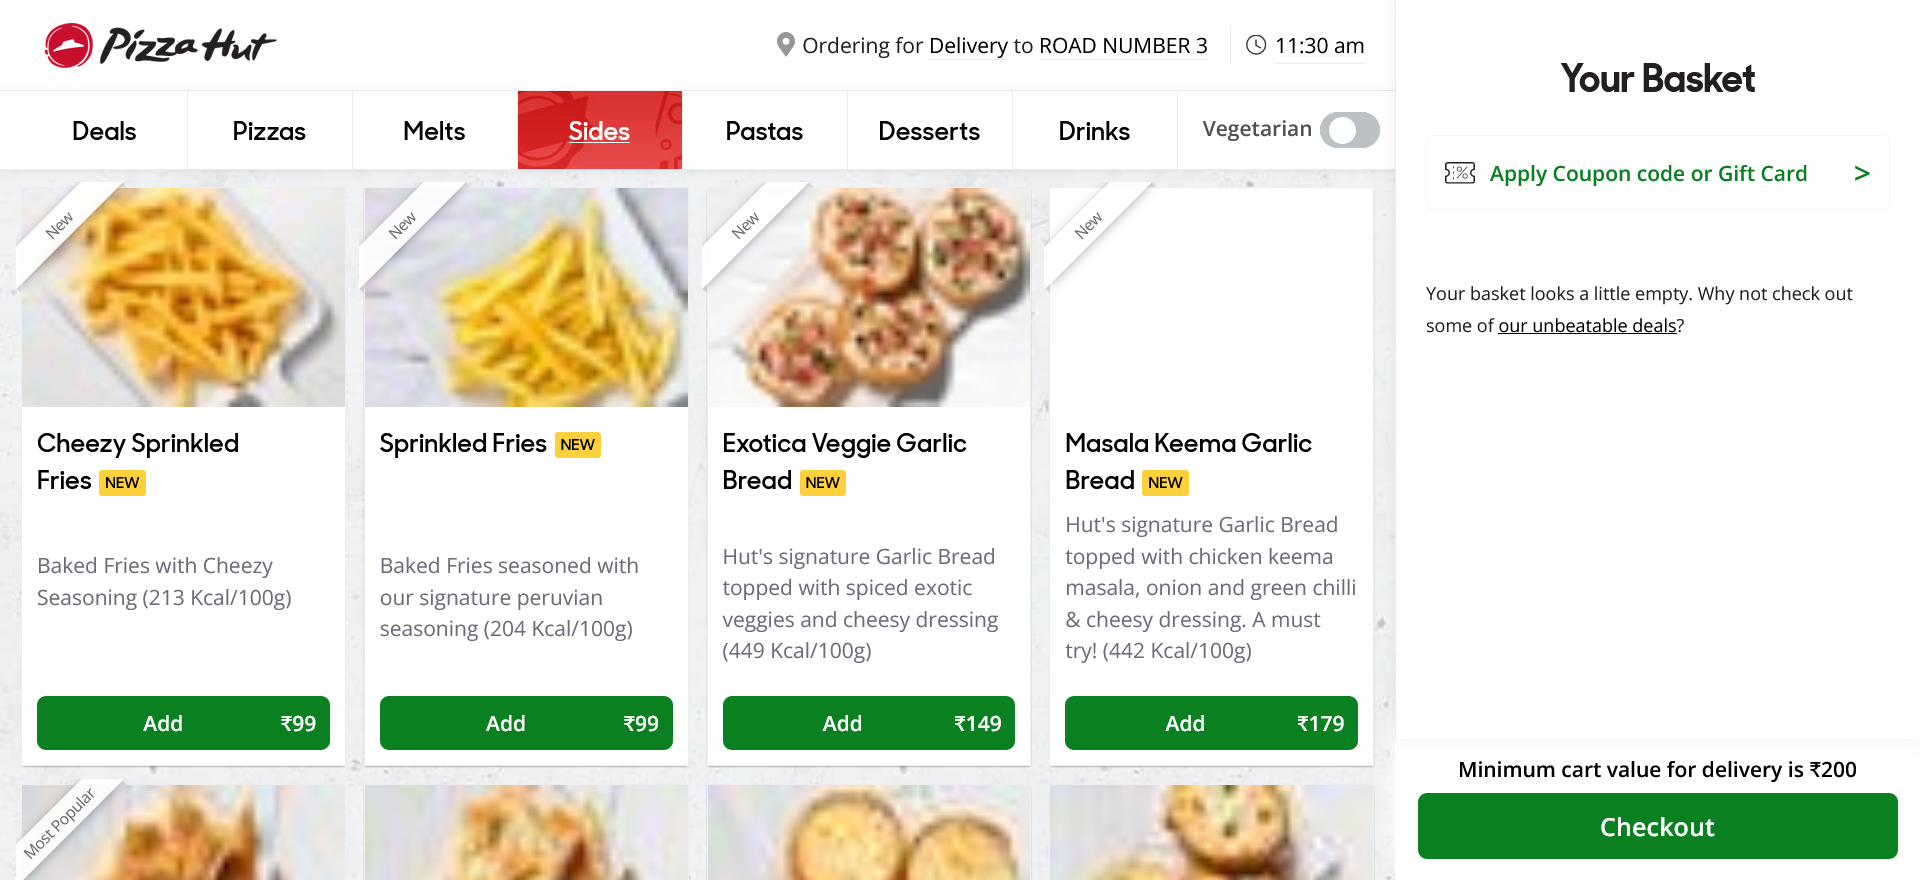 Pizza Hut
Ordering for Delivery to ROAD NUMBER 3
11:30 am
Deals
Pizzas
Melts
Sides
Pastas
Desserts
Drinks
Vegetarian
New
Cheezy Sprinkled
Fries NEW
Baked Fries with Cheezy
Seasoning (213 Kcal/100g)
Add ₹99
New
Sprinkled Fries NEW
Baked Fries seasoned with
our signature peruvian
seasoning (204 Kcal/100g)
Add ₹99
New
Exotica Veggie Garlic
Bread NEW
Hut's signature Garlic Bread
topped with spiced exotic
veggies and cheesy dressing
(449 Kcal/100g)
Add ₹149
New
Masala Keema Garlic
Bread NEW
Hut's signature Garlic Bread
topped with chicken keema
masala, onion and green chilli
& cheesy dressing. A must
try! (442 Kcal/100g)
Add ₹179
Most Popular
Your Basket
Apply Coupon code or Gift Card >
Your basket looks a little empty. Why not check out
some of our unbeatable deals?
Minimum cart value for delivery is ₹200
Checkout